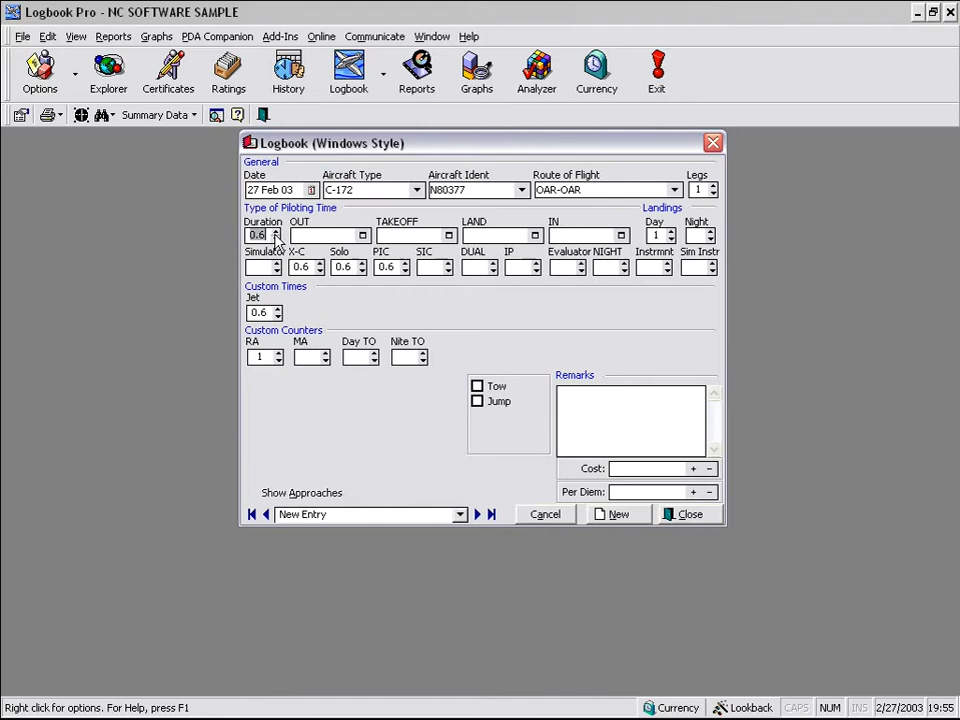 Logbook Pro - NC SOFTWARE SAMPLE
File Edit View Reports Graphs PDA Companion Add-Ins Online Communicate Window Help
Options Explorer Certificates Ratings History Logbook Reports Graphs Analyzer Currency Exit
Summary Data
Logbook (Windows Style)
General
Date Aircraft Type Aircraft Ident Route of Flight Legs
27 Feb 03 C-172 N80377 OAR-OAR 1
Type of Piloting Time Landings
Duration OUT TAKEOFF LAND IN Day Night
0.6 1
Simulator X-C Solo PIC SIC DUAL IP Evaluator NIGHT Instrmnt Sim Instr
0.6 0.6 0.6
Custom Times
Jet
0.6
Custom Counters
RA MA Day TO Nite TO
1
Remarks
Tow
Jump
Cost: + −
Per Diem: + −
Show Approaches
New Entry Cancel New Close
Right click for options. For Help, press F1 Currency Lookback CAPS NUM INS 2/27/2003 19:55